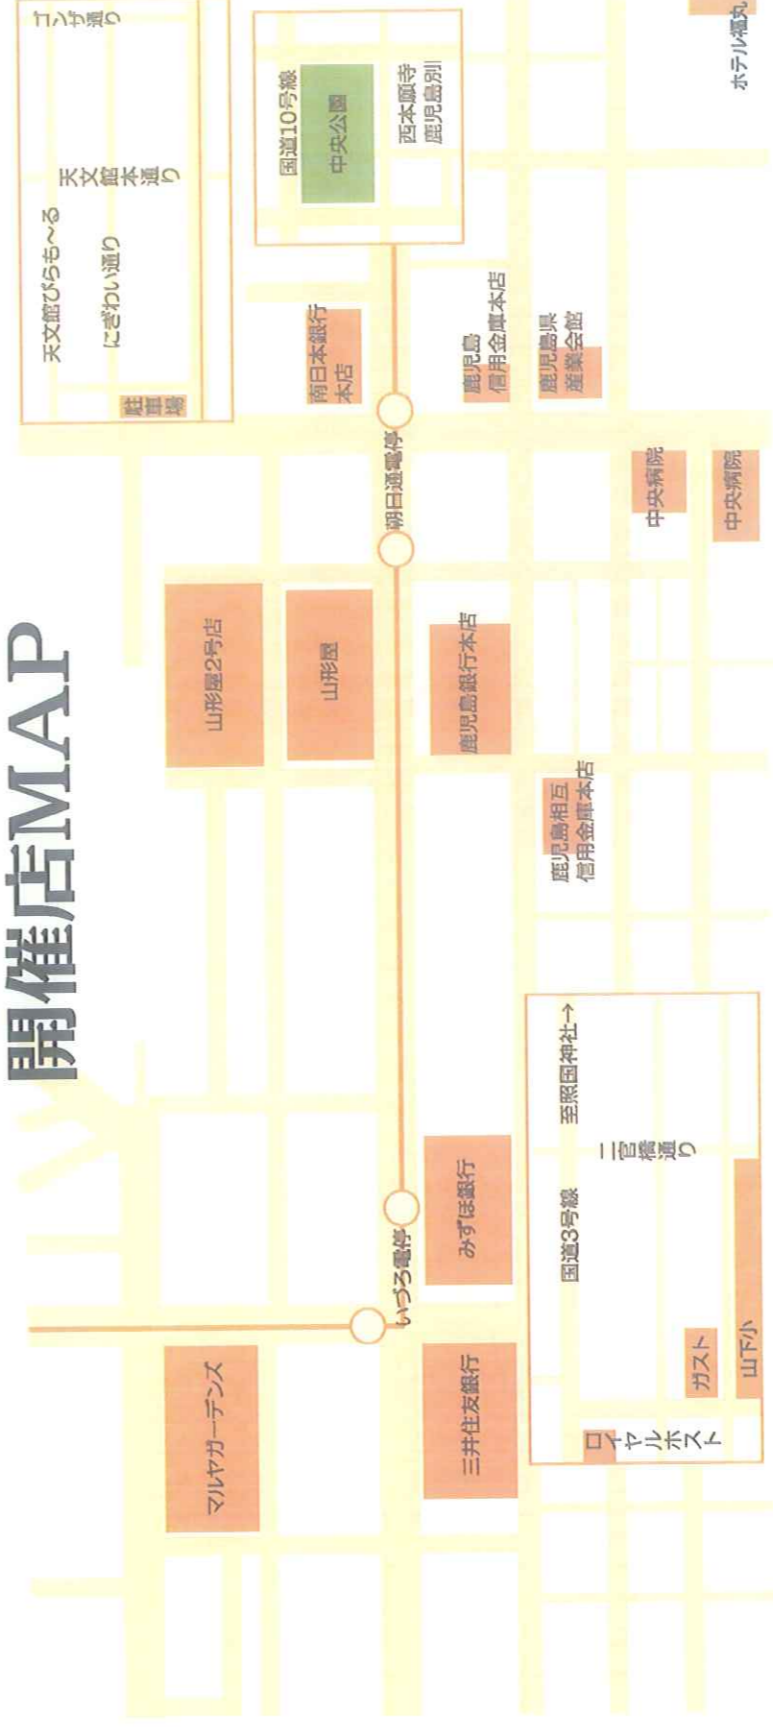 開催店MAP
マルヤガーデンズ
三井住友銀行
いづろ電停
みずほ銀行
ロイヤルホスト
ガスト
山下小
国道3号線
至照国神社→
二官橋通り
山形屋2号店
山形屋
鹿児島銀行本店
鹿児島相互
信用金庫本店
朝日通電停
中央病院
中央病院
駐車場
天文館ぴらも〜る
にぎわい通り
天文館本通り
ゴンザ通り
南日本銀行
本店
鹿児島
信用金庫本店
鹿児島県
産業会館
国道10号線
中央公園
西本願寺
鹿児島別
ホテル福丸